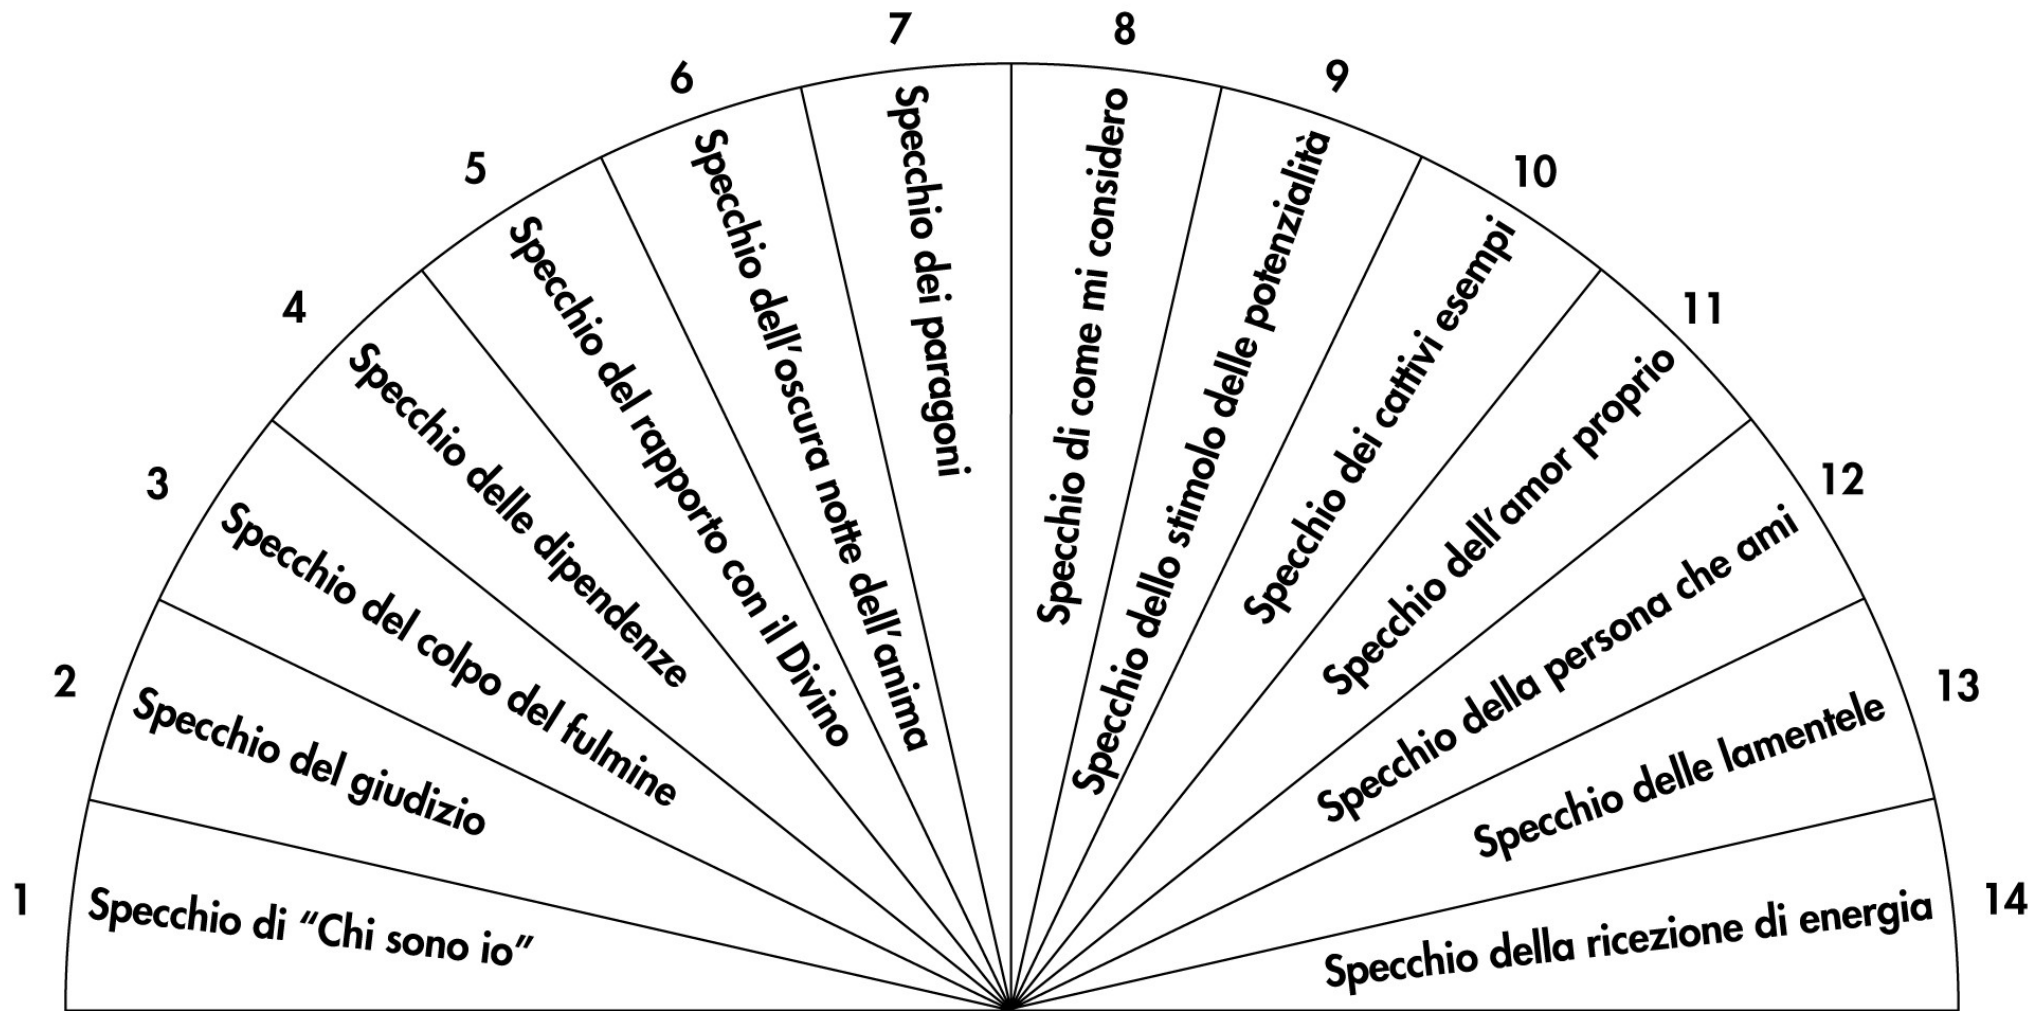 1
Specchio di “Chi sono io”
2
Specchio del giudizio
3
Specchio del colpo del fulmine
4
Specchio delle dipendenze
5
Specchio del rapporto con il Divino
6
Specchio dell’oscura notte dell’anima
7
Specchio dei paragoni
8
Specchio di come mi considero
9
Specchio dello stimolo delle potenzialità
10
Specchio dei cattivi esempi
11
Specchio dell’amor proprio
12
Specchio della persona che ami
13
Specchio delle lamentele
14
Specchio della ricezione di energia